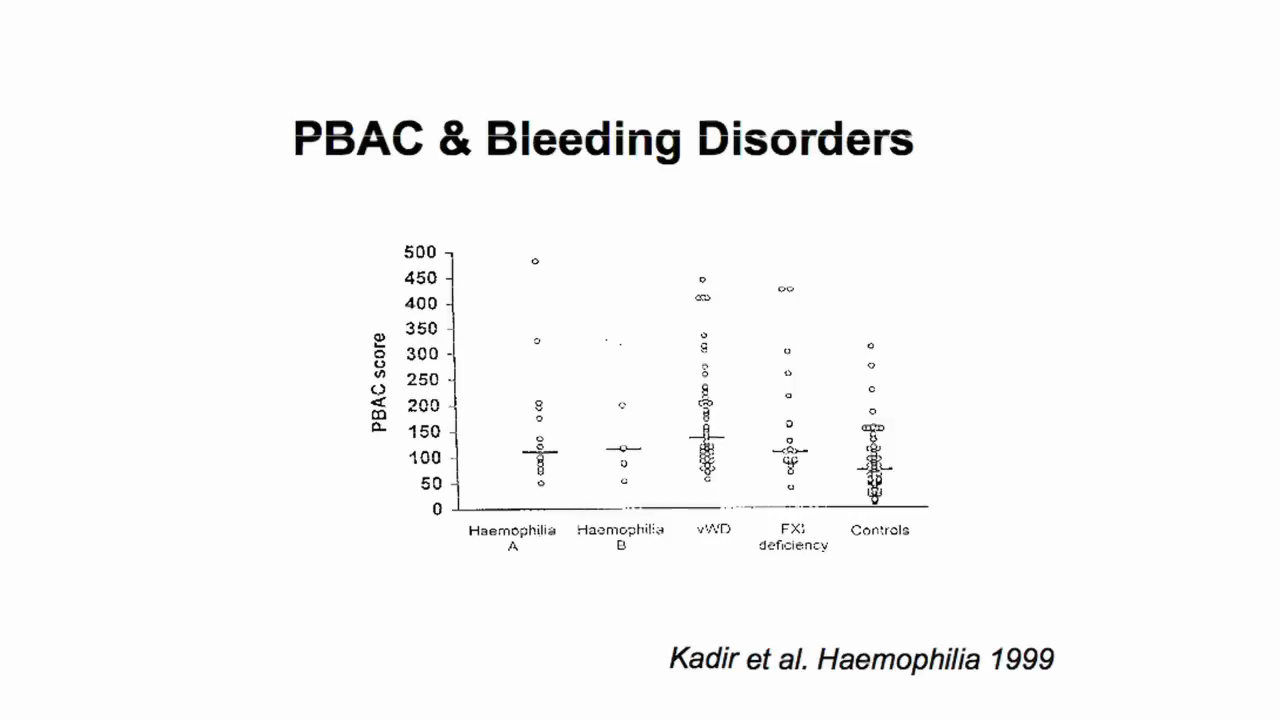 PBAC & Bleeding Disorders
500
450
400
350
300
250
200
150
100
50
0
PBAC score
Haemophilia A
Haemophilia B
vWD
FXI deficiency
Controls
Kadir et al. Haemophilia 1999